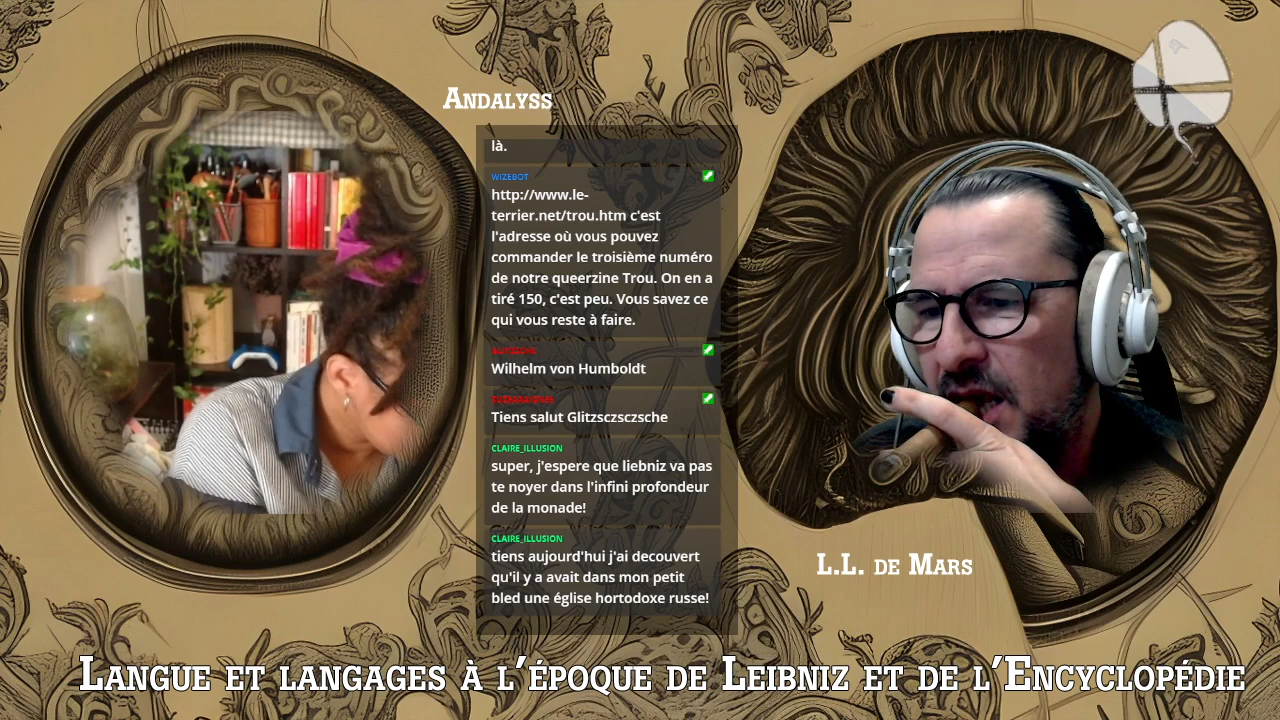 Andalyss
là.
WIZEBOT
http://www.le-
terrier.net/trou.htm c'est
l'adresse où vous pouvez
commander le troisième numéro
de notre queerzine Trou. On en a
tiré 150, c'est peu. Vous savez ce
qui vous reste à faire.
Wilhelm von Humboldt
Tiens salut Glitzsczsczsche
CLAIRE_ILLUSION
super, j'espere que liebniz va pas
te noyer dans l'infini profondeur
de la monade!
CLAIRE_ILLUSION
tiens aujourd'hui j'ai decouvert
qu'il y a avait dans mon petit
bled une église hortodoxe russe!
L.L. de Mars
Langue et langages à l'époque de Leibniz et de l'Encyclopédie